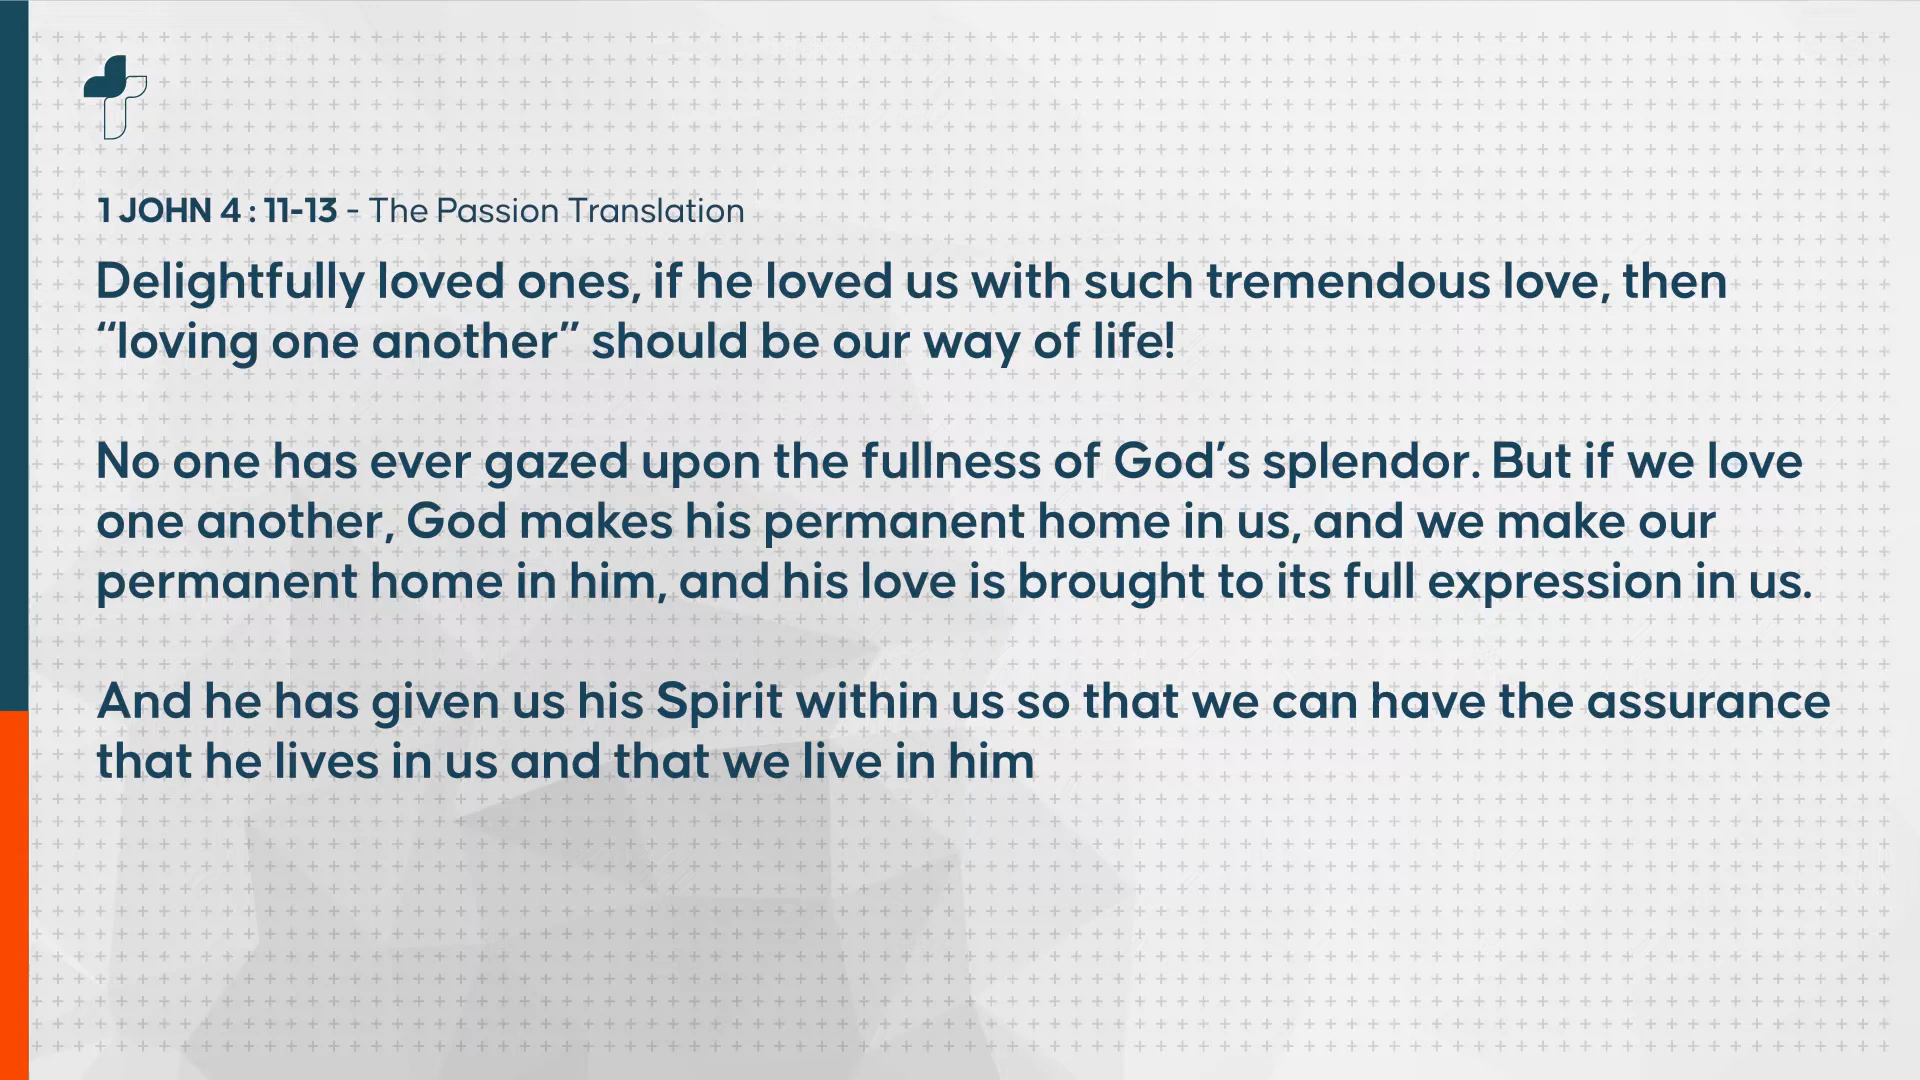 1 JOHN 4 : 11-13 - The Passion Translation
Delightfully loved ones, if he loved us with such tremendous love, then
“loving one another” should be our way of life!
No one has ever gazed upon the fullness of God’s splendor. But if we love
one another, God makes his permanent home in us, and we make our
permanent home in him, and his love is brought to its full expression in us.
And he has given us his Spirit within us so that we can have the assurance
that he lives in us and that we live in him